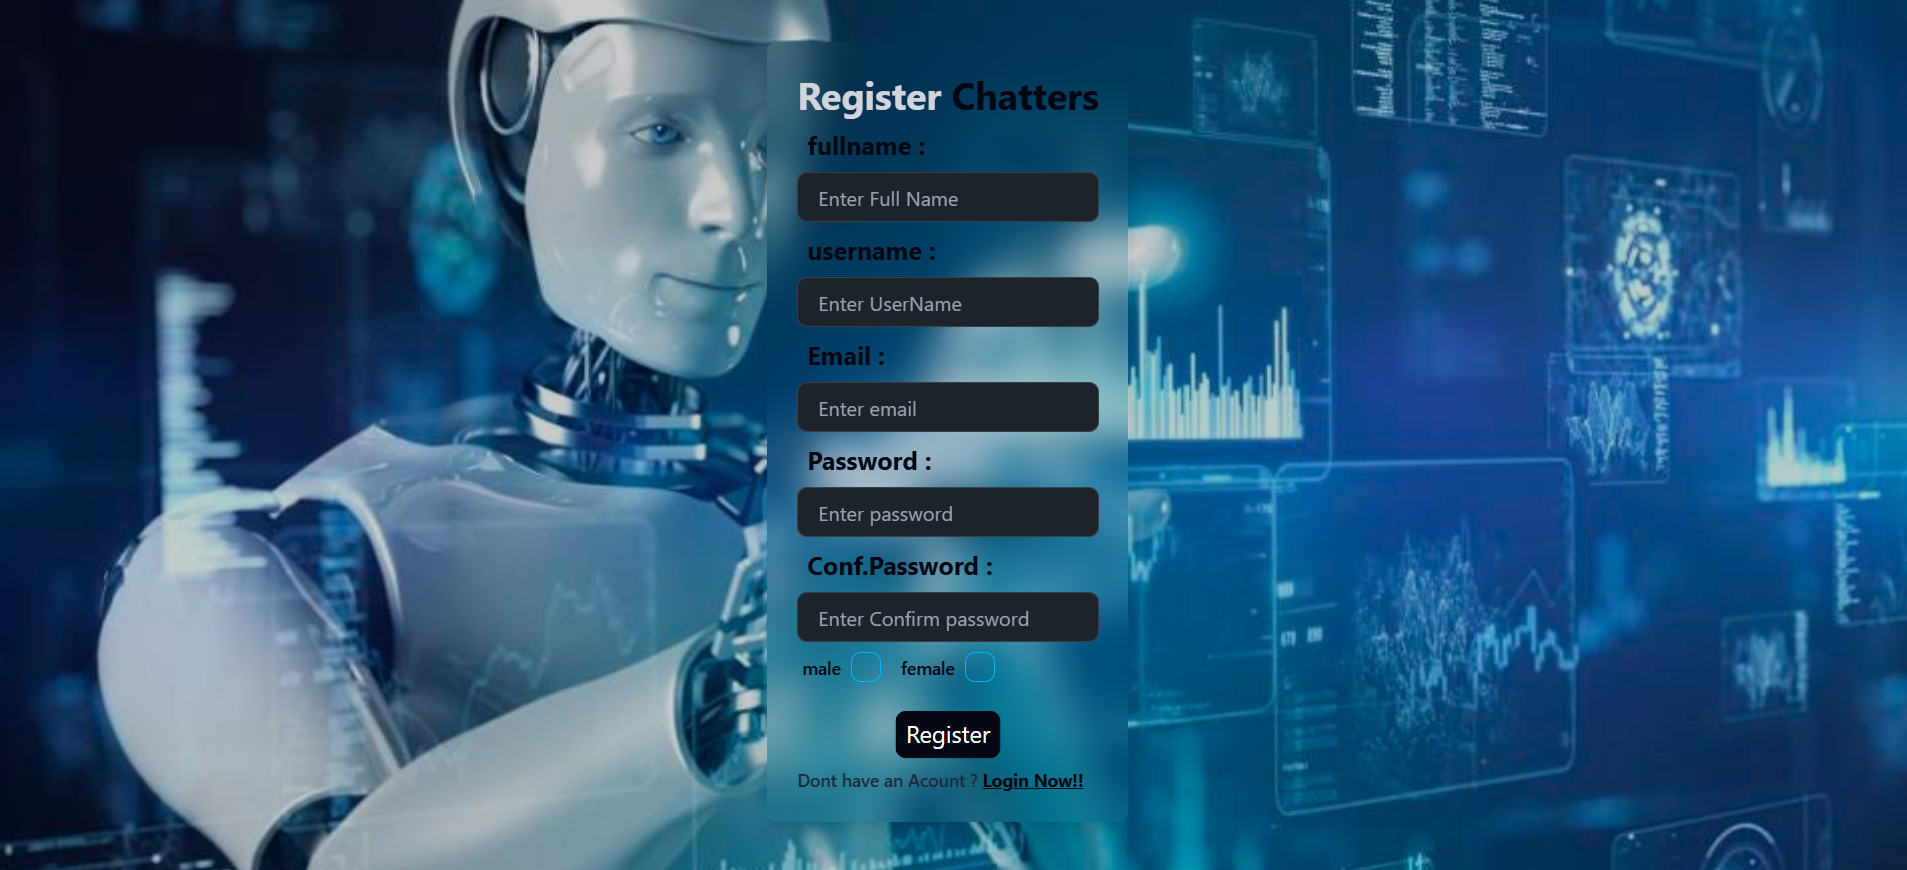 Register Chatters
fullname :
Enter Full Name
username :
Enter UserName
Email :
Enter email
Password :
Enter password
Conf.Password :
Enter Confirm password
male female
Register
Dont have an Acount ? Login Now!!